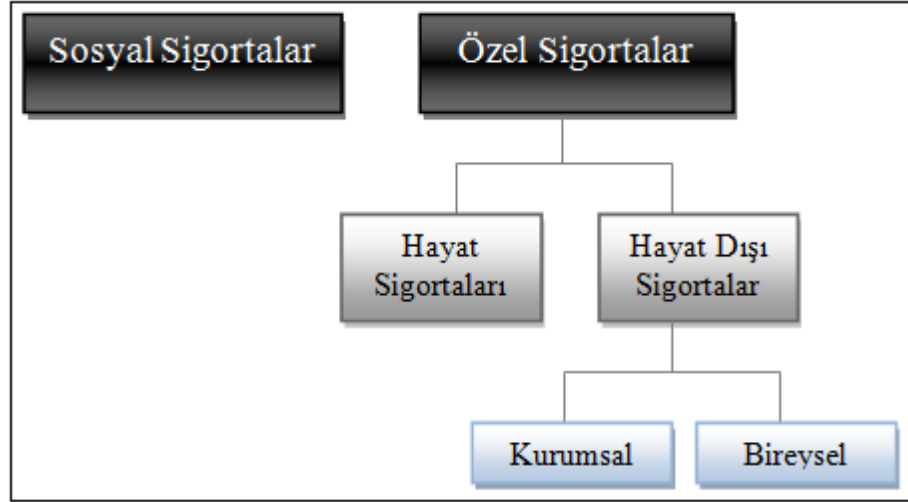 Sosyal Sigortalar
Özel Sigortalar
Hayat
Sigortaları
Hayat Dışı
Sigortalar
Kurumsal
Bireysel